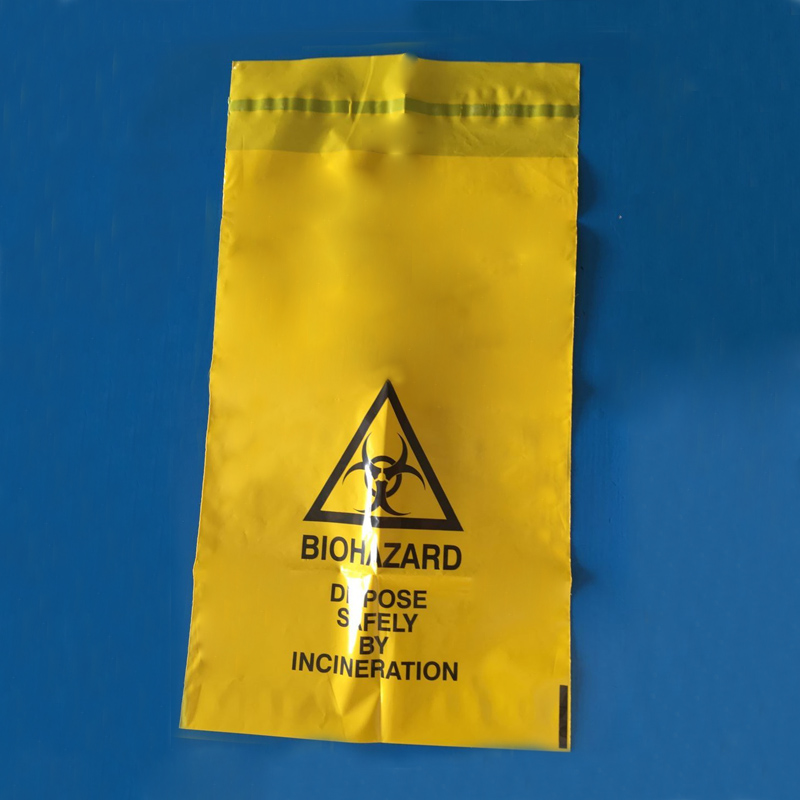 BIOHAZARD
DISPOSE
SAFELY
BY
INCINERATION